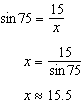 sin 75 = 15/x
x = 15/sin 75
x ≈ 15.5